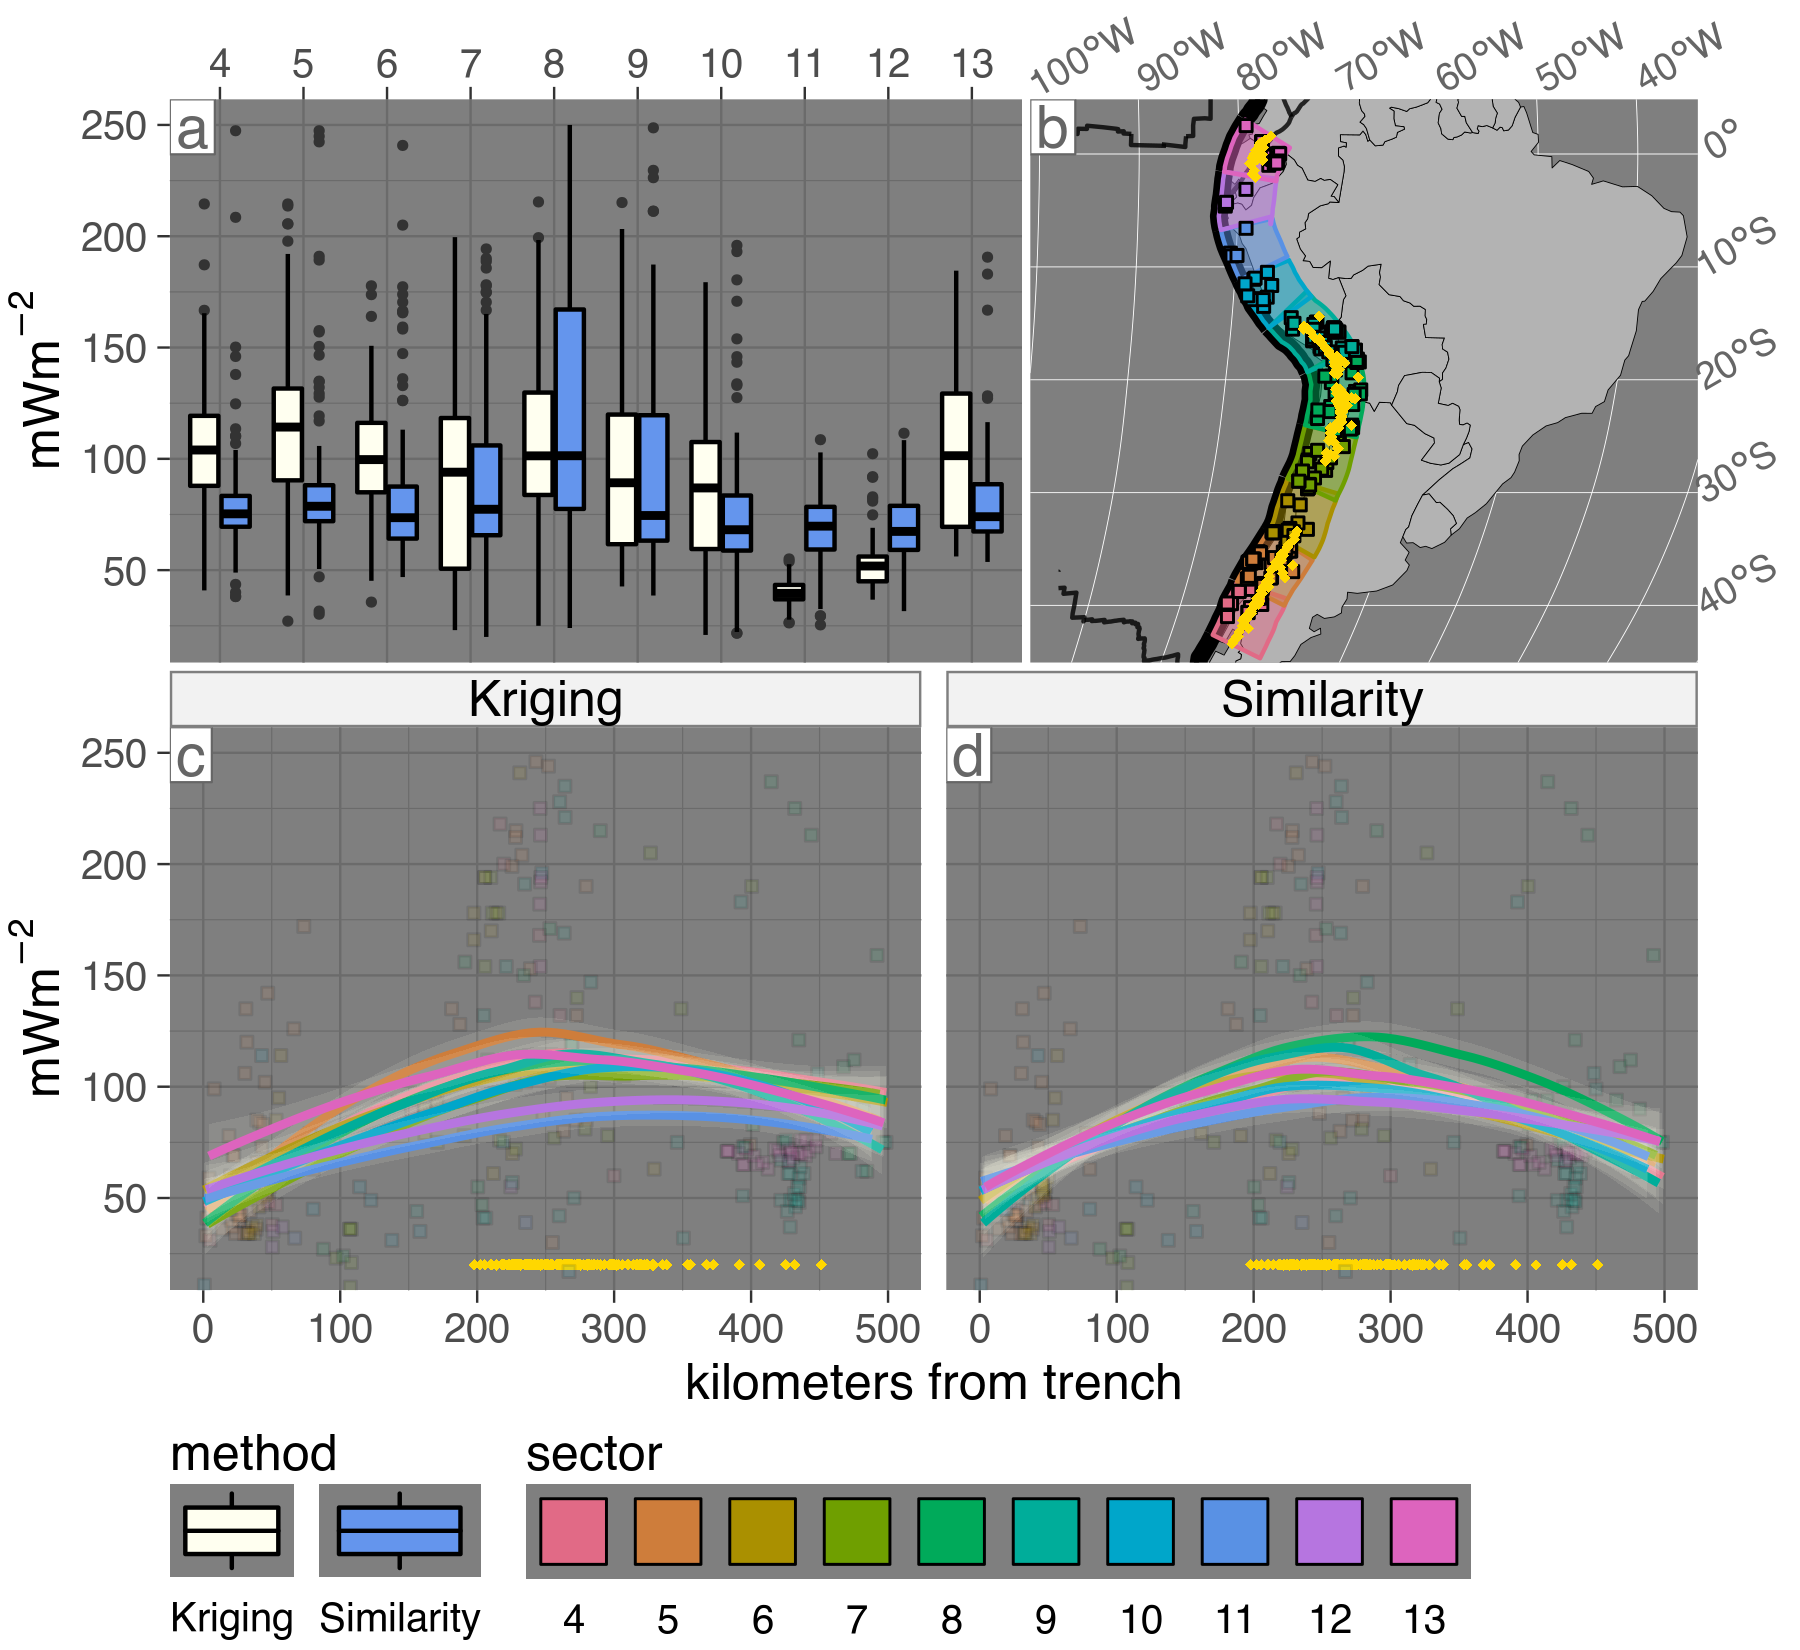 4 5 6 7 8 9 10 11 12 13
100°W 90°W 80°W 70°W 60°W 50°W 40°W
a
b
250
200
150
100
50
mWm−2
0°
10°S
20°S
30°S
40°S
Kriging
Similarity
c
d
250
200
150
100
50
mWm−2
0 100 200 300 400 500
0 100 200 300 400 500
kilometers from trench
method
sector
Kriging Similarity
4 5 6 7 8 9 10 11 12 13